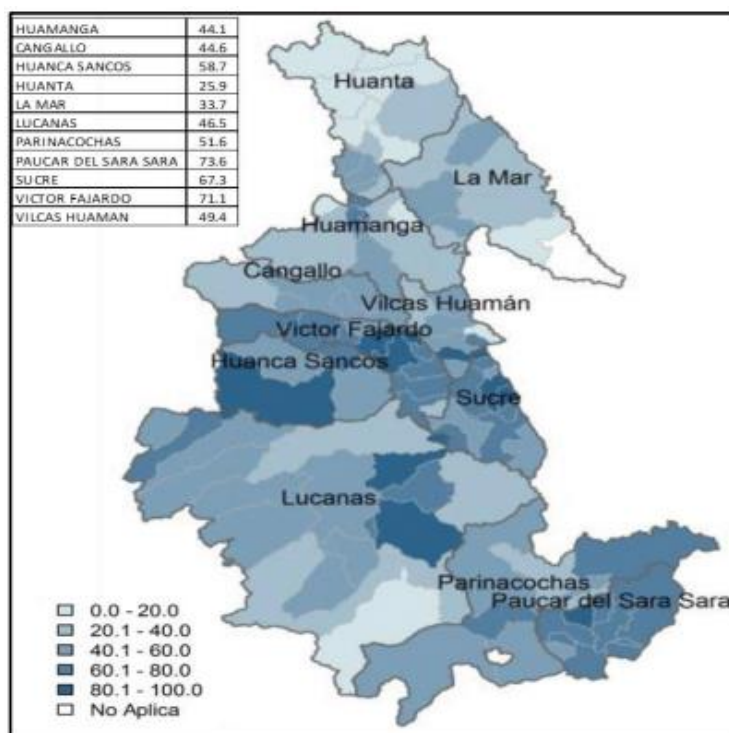 HUAMANGA 44.1
CANGALLO 44.6
HUANCA SANCOS 58.7
HUANTA 25.9
LA MAR 33.7
LUCANAS 46.5
PARINACOCHAS 51.6
PAUCAR DEL SARA SARA 73.6
SUCRE 67.3
VICTOR FAJARDO 71.1
VILCAS HUAMAN 49.4
Huanta
La Mar
Huamanga
Cangallo
Vilcas Huamán
Victor Fajardo
Huanca Sancos
Sucre
Lucanas
Parinacochas
Paucar del Sara Sara
0.0 - 20.0
20.1 - 40.0
40.1 - 60.0
60.1 - 80.0
80.1 - 100.0
No Aplica